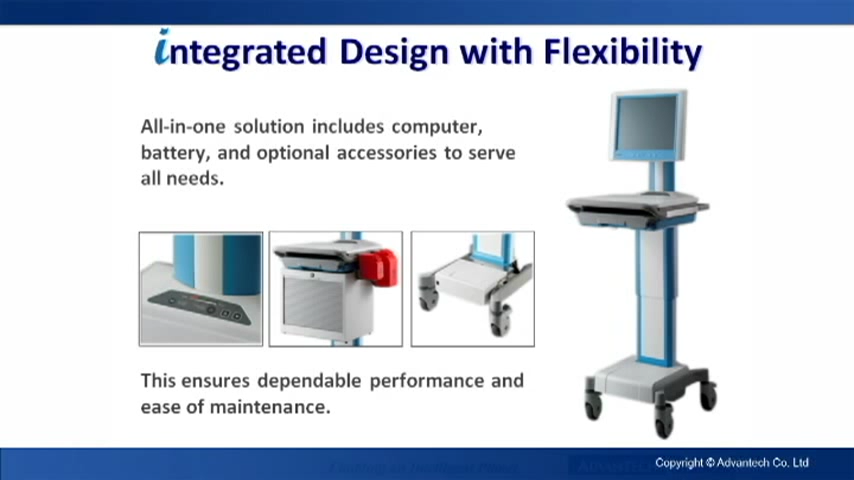 integrated Design with Flexibility
All-in-one solution includes computer,
battery, and optional accessories to serve
all needs.
This ensures dependable performance and
ease of maintenance.
Copyright © Advantech Co. Ltd